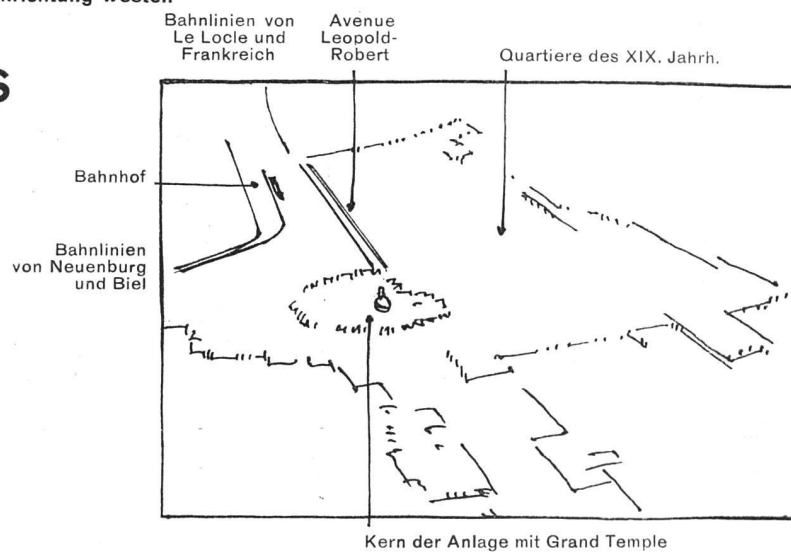 Bahnlinien von
Le Locle und
Frankreich
Avenue
Leopold-
Robert
Quartiere des XIX. Jahrh.
Bahnhof
Bahnlinien
von Neuenburg
und Biel
Kern der Anlage mit Grand Temple